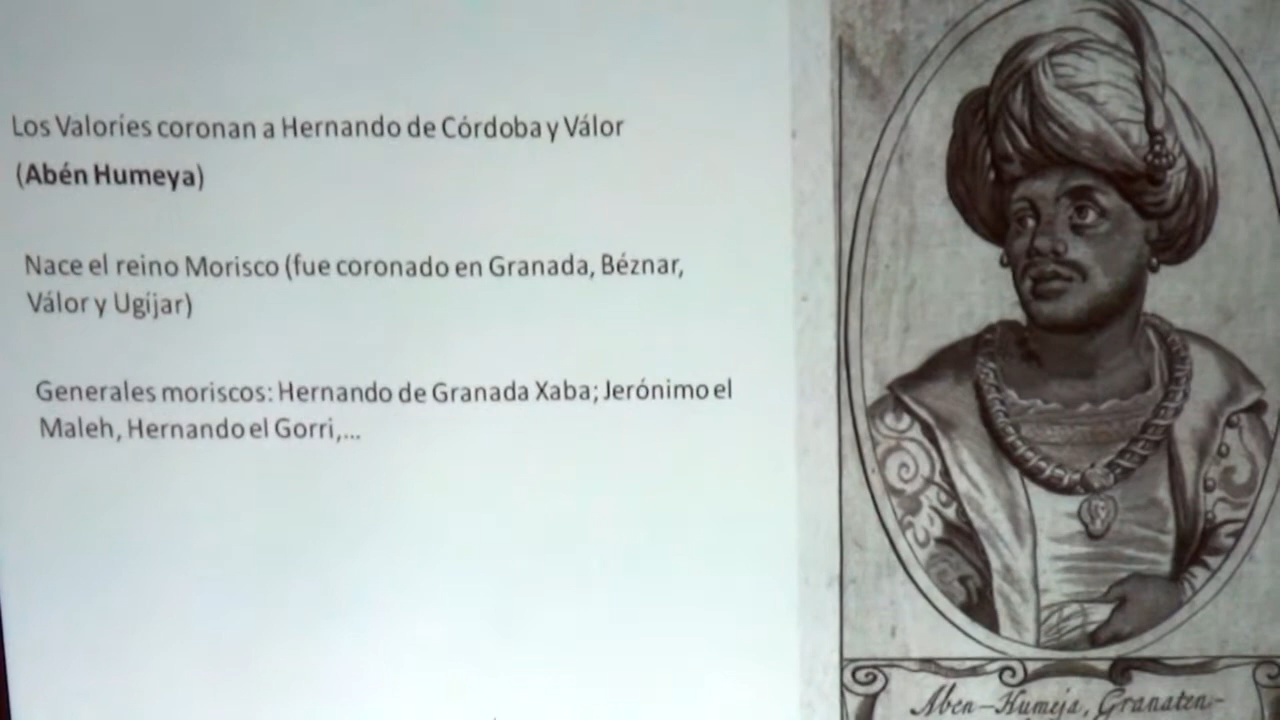 Los Valoríes coronan a Hernando de Córdoba y Válor
(Abén Humeya)
Nace el reino Morisco (fue coronado en Granada, Béznar,
Válor y Ugíjar)
Generales moriscos: Hernando de Granada Xaba; Jerónimo el
Maleh, Hernando el Gorri,...
Aben-Humeja, Granaten-